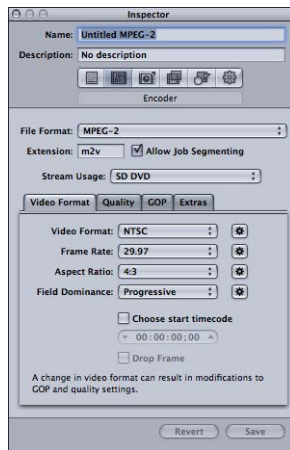 Inspector
Name: Untitled MPEG-2
Description: No description
Encoder
File Format: MPEG-2
Extension: m2v Allow Job Segmenting
Stream Usage: SD DVD
Video Format Quality GOP Extras
Video Format: NTSC
Frame Rate: 29.97
Aspect Ratio: 4:3
Field Dominance: Progressive
Choose start timecode
00:00:00;00
Drop Frame
A change in video format can result in modifications to
GOP and quality settings.
Revert Save